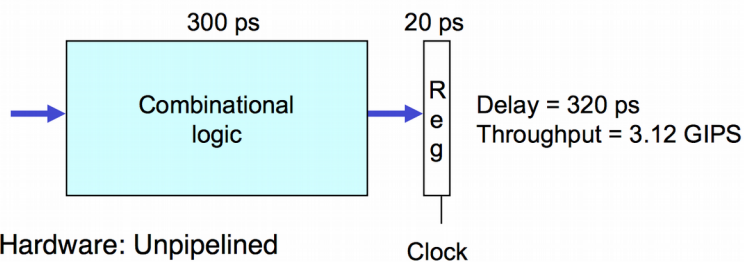 300 ps
20 ps
Combinational
logic
R
e
g
Delay = 320 ps
Throughput = 3.12 GIPS
Hardware: Unpipelined
Clock